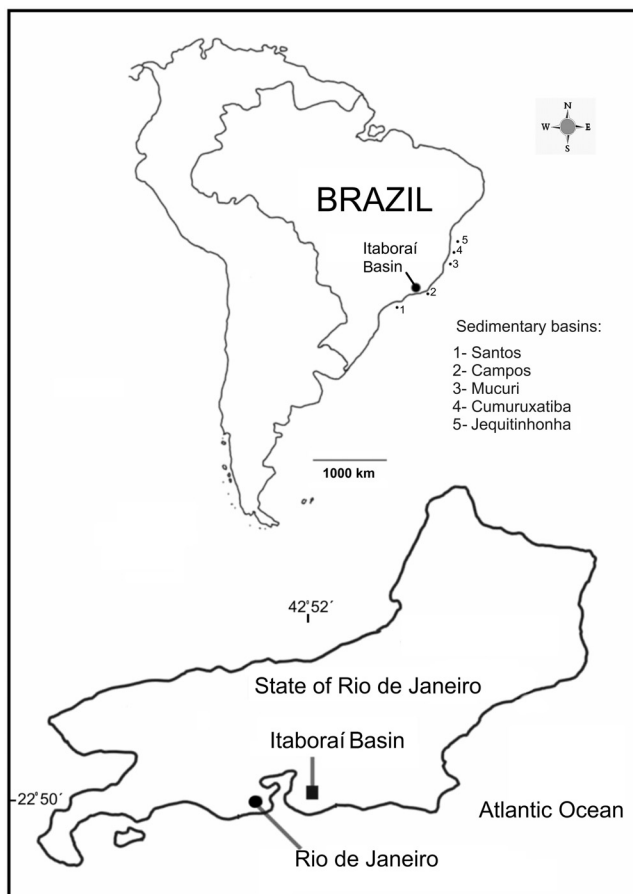 N
W E
S
BRAZIL
Itaboraí
Basin
5
4
3
2
1
Sedimentary basins:
1- Santos
2- Campos
3- Mucuri
4- Cumuruxatiba
5- Jequitinhonha
1000 km
42°52´
State of Rio de Janeiro
Itaboraí Basin
22°50´
Atlantic Ocean
Rio de Janeiro